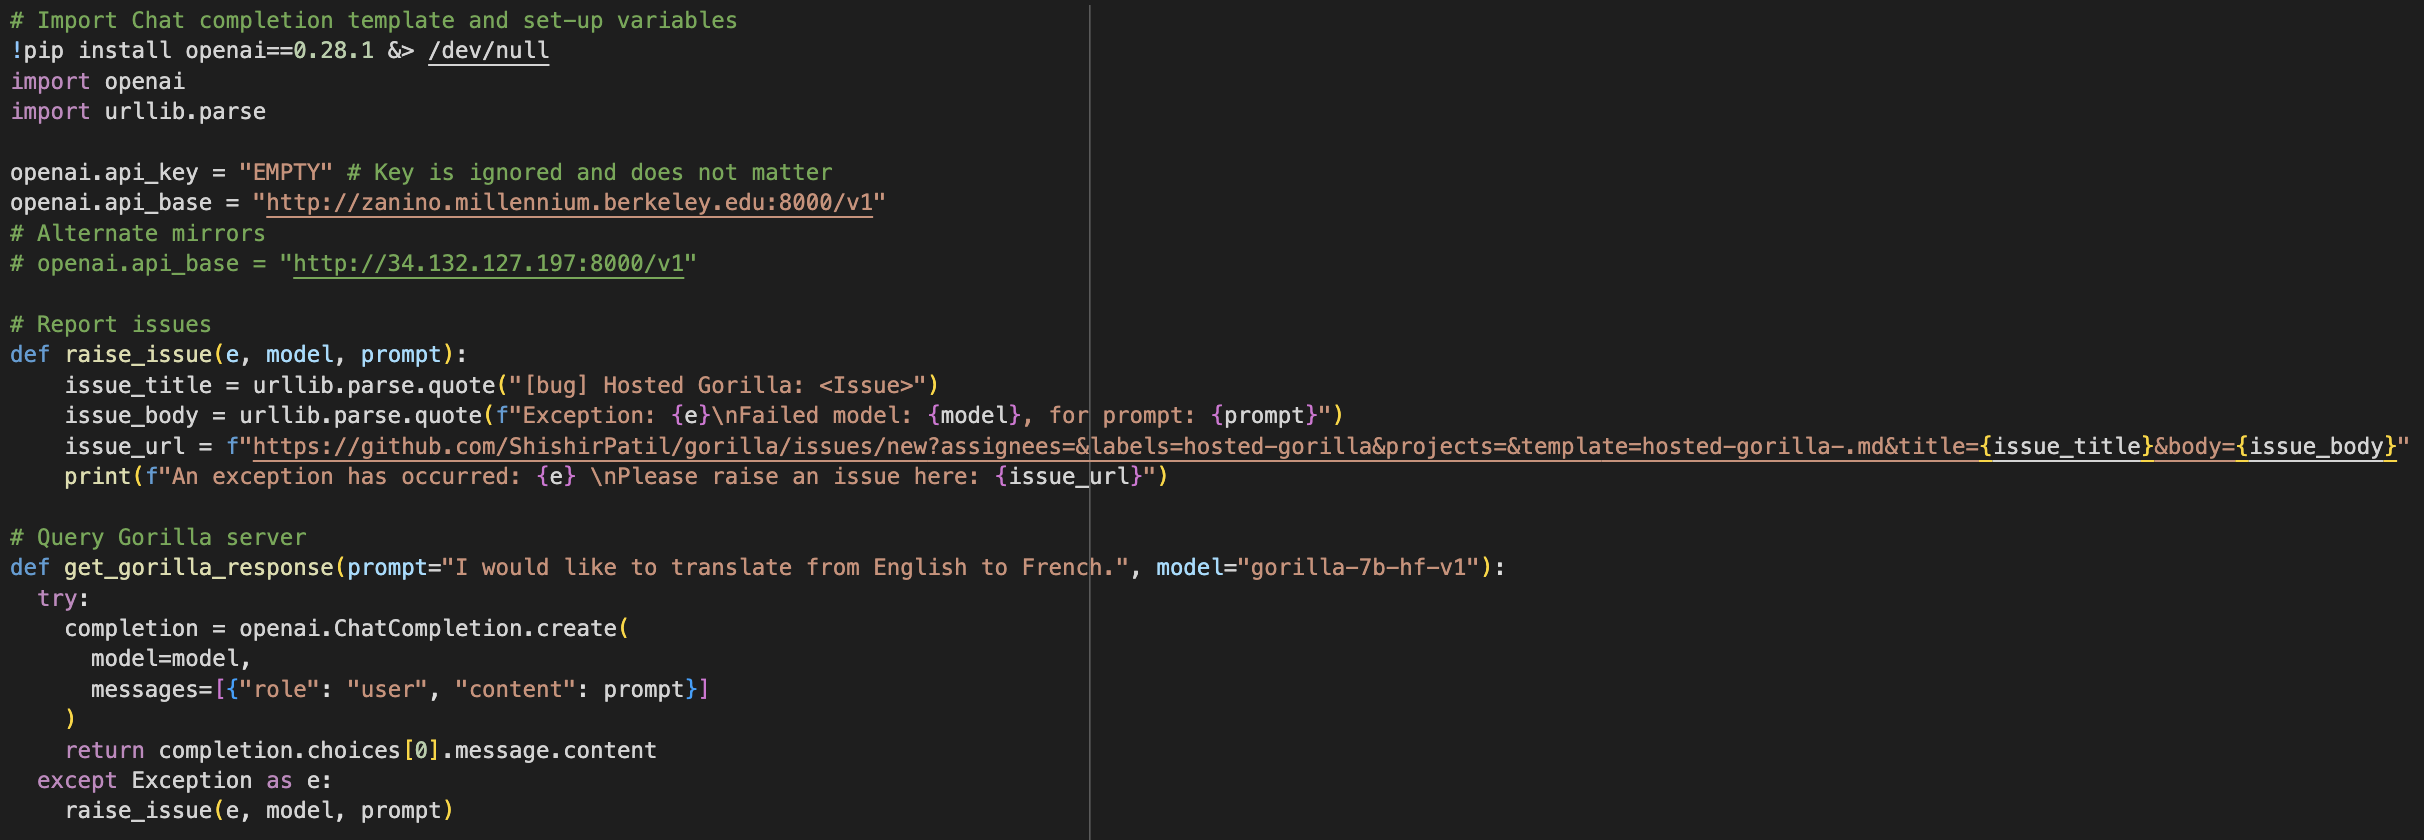 # Import Chat completion template and set-up variables
!pip install openai==0.28.1 &> /dev/null
import openai
import urllib.parse

openai.api_key = "EMPTY" # Key is ignored and does not matter
openai.api_base = "http://zanino.millennium.berkeley.edu:8000/v1"
# Alternate mirrors
# openai.api_base = "http://34.132.127.197:8000/v1"

# Report issues
def raise_issue(e, model, prompt):
    issue_title = urllib.parse.quote("[bug] Hosted Gorilla: <Issue>")
    issue_body = urllib.parse.quote(f"Exception: {e}\nFailed model: {model}, for prompt: {prompt}")
    issue_url = f"https://github.com/ShishirPatil/gorilla/issues/new?assignees=&labels=hosted-gorilla&projects=&template=hosted-gorilla-.md&title={issue_title}&body={issue_body}"
    print(f"An exception has occurred: {e} \nPlease raise an issue here: {issue_url}")

# Query Gorilla server
def get_gorilla_response(prompt="I would like to translate from English to French.", model="gorilla-7b-hf-v1"):
  try:
    completion = openai.ChatCompletion.create(
      model=model,
      messages=[{"role": "user", "content": prompt}]
    )
    return completion.choices[0].message.content
  except Exception as e:
    raise_issue(e, model, prompt)